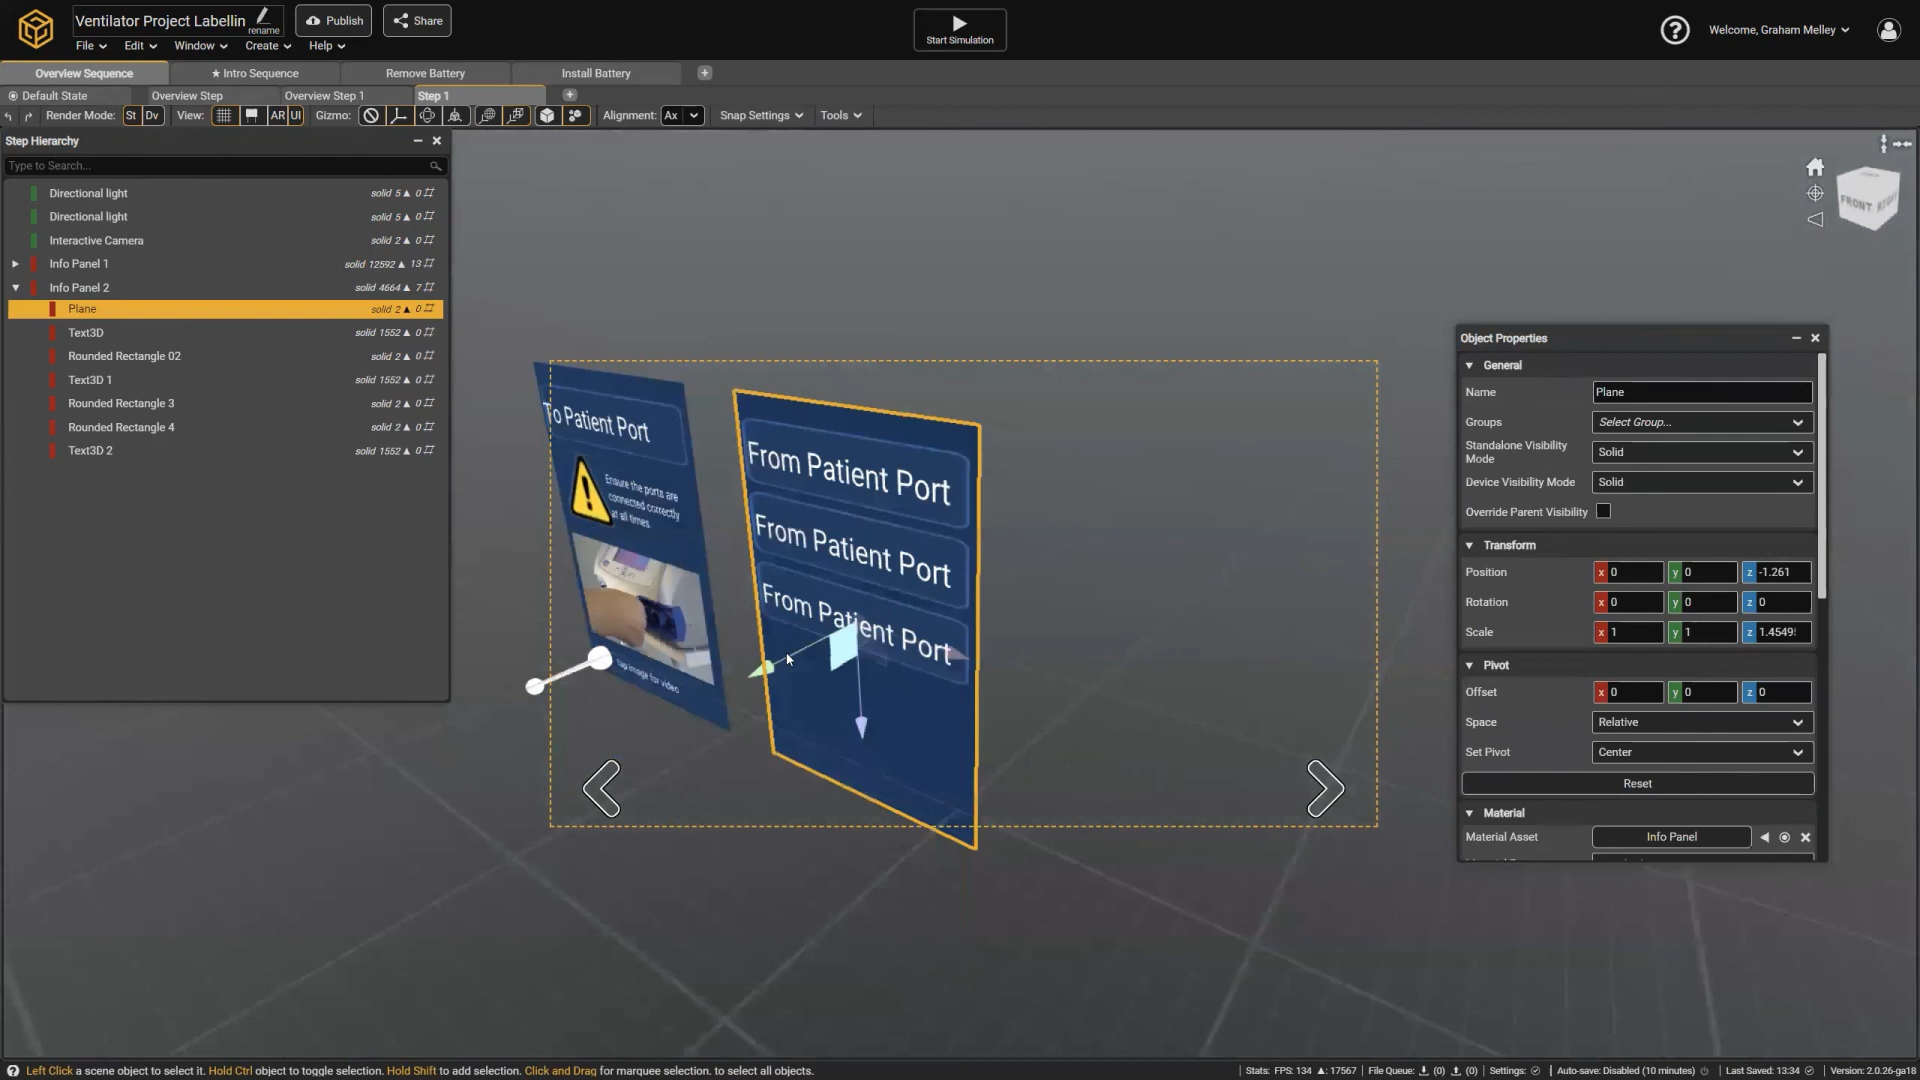 Ventilator Project Labellin
rename
Publish
Share
Start Simulation
Welcome, Graham Melley
File
Edit
Window
Create
Help
Overview Sequence
★ Intro Sequence
Remove Battery
Install Battery
Default State
Overview Step
Overview Step 1
Step 1
Render Mode:
St
Dv
View:
AR
UI
Gizmo:
Alignment:
Ax
Snap Settings
Tools
Step Hierarchy
Type to Search...
Directional light
solid 5 ▲ 0
Directional light
solid 5 ▲ 0
Interactive Camera
solid 2 ▲ 0
Info Panel 1
solid 12592 ▲ 13
Info Panel 2
solid 4664 ▲ 7
Plane
solid 2 ▲ 0
Text3D
solid 1552 ▲ 0
Rounded Rectangle 02
solid 2 ▲ 0
Text3D 1
solid 1552 ▲ 0
Rounded Rectangle 3
solid 2 ▲ 0
Rounded Rectangle 4
solid 2 ▲ 0
Text3D 2
solid 1552 ▲ 0
FRONT
RIGHT
To Patient Port
Ensure the ports are
connected correctly
at all times.
Tap image for video
From Patient Port
From Patient Port
From Patient Port
Object Properties
General
Name
Plane
Groups
Select Group...
Standalone Visibility
Mode
Solid
Device Visibility Mode
Solid
Override Parent Visibility
Transform
Position
x 0
y 0
z -1.261
Rotation
x 0
y 0
z 0
Scale
x 1
y 1
z 1.4549
Pivot
Offset
x 0
y 0
z 0
Space
Relative
Set Pivot
Center
Reset
Material
Material Asset
Info Panel
Left Click a scene object to select it. Hold Ctrl object to toggle selection. Hold Shift to add selection. Click and Drag for marquee selection. to select all objects.
Stats: FPS: 134 ▲: 17567
File Queue: (0) (0)
Settings:
Auto-save: Disabled (10 minutes)
Last Saved: 13:34
Version: 2.0.26-ga18